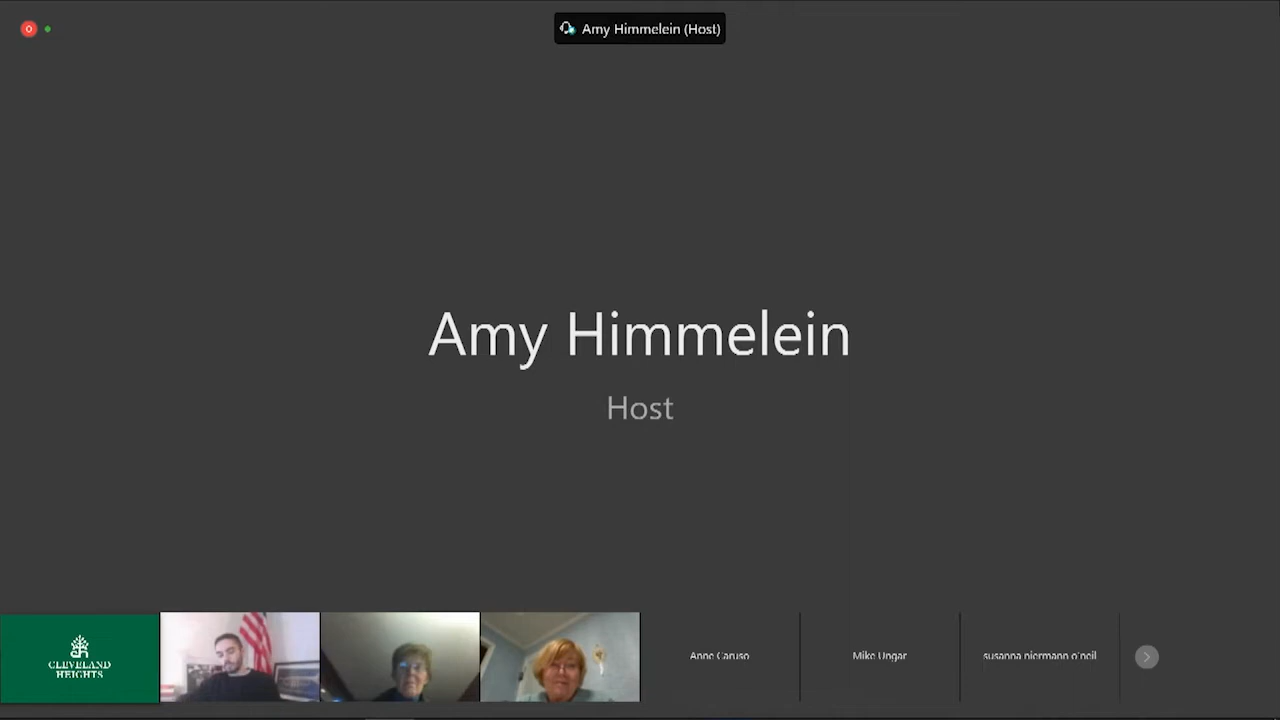 Amy Himmelein (Host)
Amy Himmelein
Host
CLEVELAND
HEIGHTS
Anne Caruso
Mike Ungar
susanna niermann o'neil